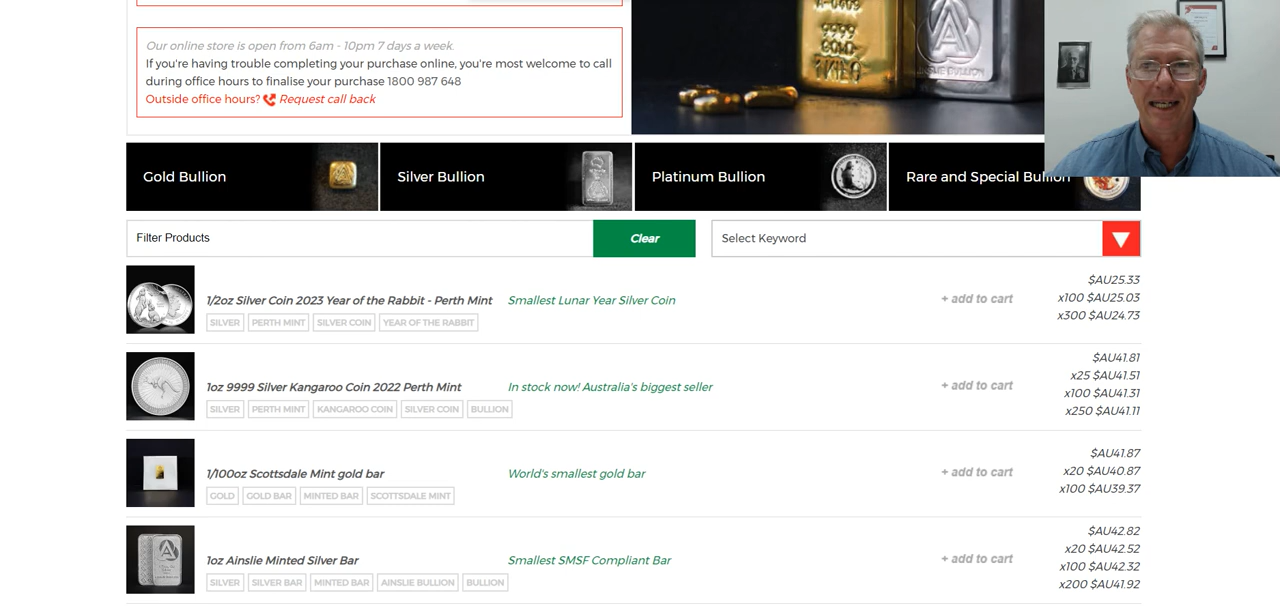 Our online store is open from 6am - 10pm 7 days a week.
If you're having trouble completing your purchase online, you're most welcome to call
during office hours to finalise your purchase 1800 987 648
Outside office hours? Request call back
9999
GOLD
1 KILO
Gold Bullion
Silver Bullion
Platinum Bullion
Rare and Special Bullion
Filter Products
Clear
Select Keyword
1/2oz Silver Coin 2023 Year of the Rabbit - Perth Mint
Smallest Lunar Year Silver Coin
+ add to cart
$AU25.33
x100 $AU25.03
x300 $AU24.73
SILVER PERTH MINT SILVER COIN YEAR OF THE RABBIT
1oz 9999 Silver Kangaroo Coin 2022 Perth Mint
In stock now! Australia's biggest seller
+ add to cart
$AU41.81
x25 $AU41.51
x100 $AU41.31
x250 $AU41.11
SILVER PERTH MINT KANGAROO COIN SILVER COIN BULLION
1/100oz Scottsdale Mint gold bar
World's smallest gold bar
+ add to cart
$AU41.87
x20 $AU40.87
x100 $AU39.37
GOLD GOLD BAR MINTED BAR SCOTTSDALE MINT
1oz Ainslie Minted Silver Bar
Smallest SMSF Compliant Bar
+ add to cart
$AU42.82
x20 $AU42.52
x100 $AU42.32
x200 $AU41.92
SILVER SILVER BAR MINTED BAR AINSLIE BULLION BULLION